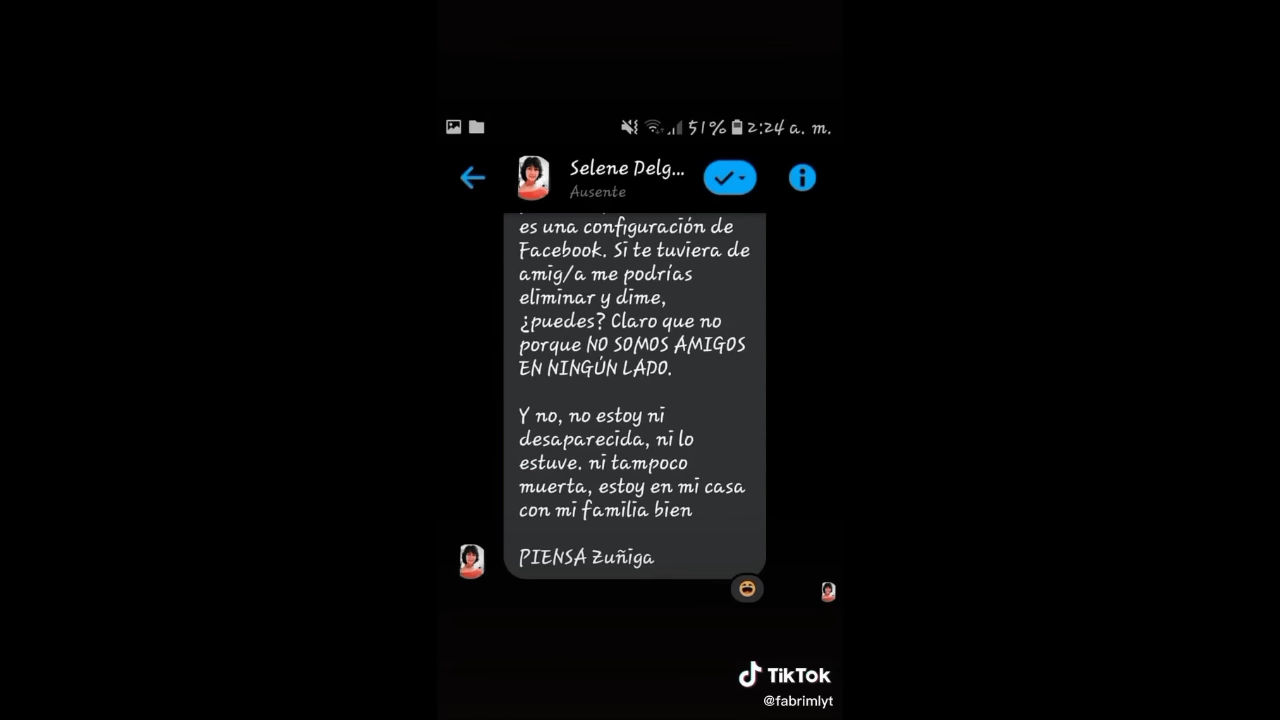 51% 2:24 a. m.
Selene Delg...
Ausente
es una configuración de
Facebook. Si te tuviera de
amig/a me podrías
eliminar y dime,
¿puedes? Claro que no
porque NO SOMOS AMIGOS
EN NINGÚN LADO.
Y no, no estoy ni
desaparecida, ni lo
estuve. ni tampoco
muerta, estoy en mi casa
con mi familia bien
PIENSA Zuñiga
TikTok
@fabrimlyt